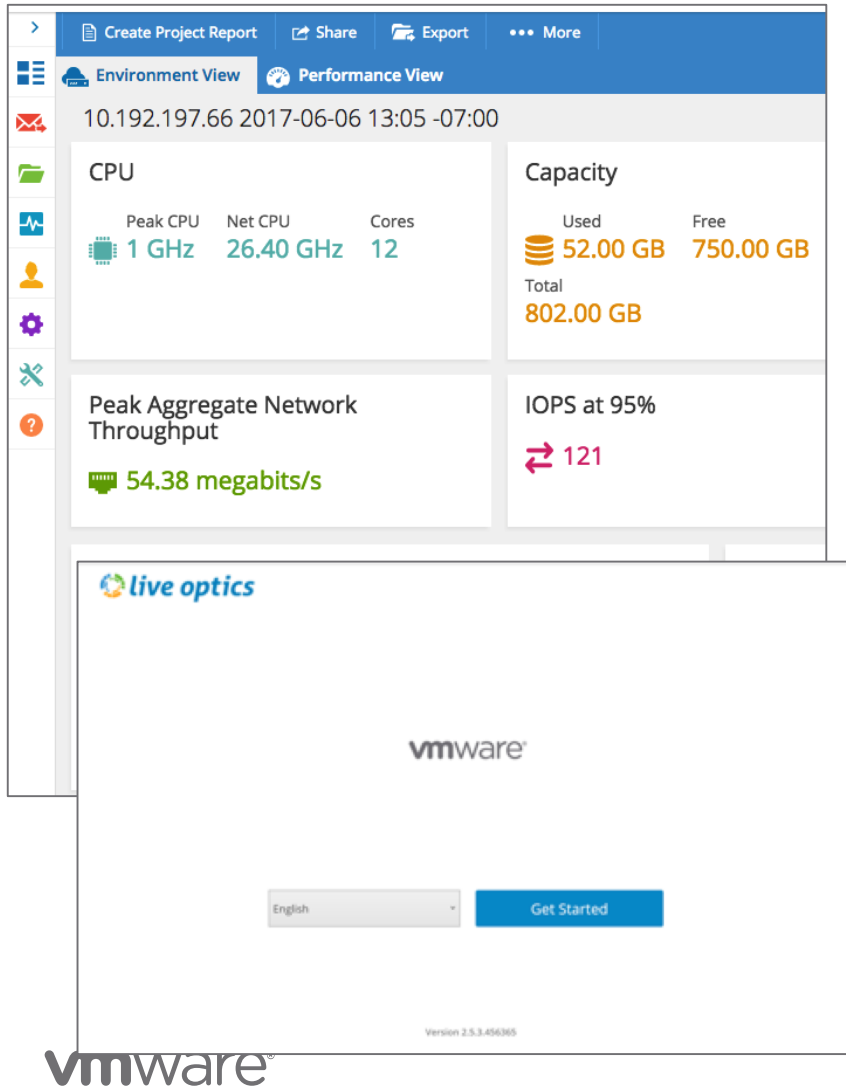 Create Project Report Share Export ••• More
Environment View Performance View
10.192.197.66 2017-06-06 13:05 -07:00
CPU
Peak CPU Net CPU Cores
1 GHz 26.40 GHz 12
Capacity
Used Free
52.00 GB 750.00 GB
Total
802.00 GB
Peak Aggregate Network
Throughput
54.38 megabits/s
IOPS at 95%
121
live optics
vmware®
English Get Started
Version 2.5.3.456365
vmware®